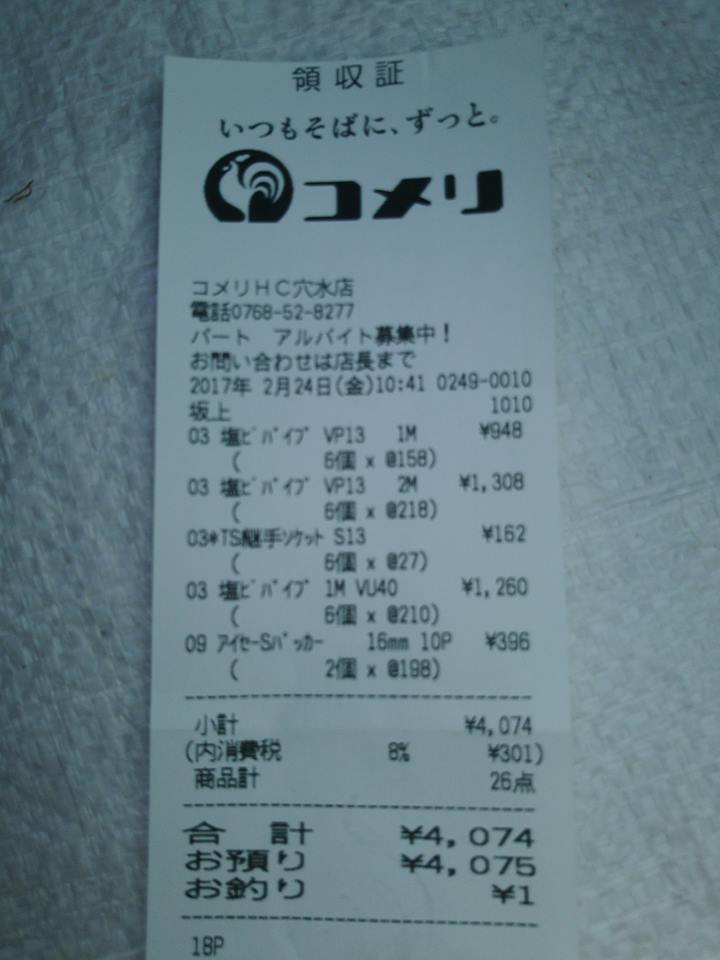 領収証
いつもそばに、ずっと。
コメリ
コメリHC穴水店
電話0768-52-8277
パート アルバイト募集中!
お問い合わせは店長まで
2017年 2月24日(金)10:41 0249-0010
坂上 1010
03 塩ビパイプ VP13 1M ¥948
( 6個 x @158)
03 塩ビパイプ VP13 2M ¥1,308
( 6個 x @218)
03*TS継手ソケット S13 ¥162
( 6個 x @27)
03 塩ビパイプ 1M VU40 ¥1,260
( 6個 x @210)
09 アイセーSパッカー 16mm 10P ¥396
( 2個 x @198)
小計 ¥4,074
(内消費税 8% ¥301)
商品計 26点
合 計 ¥4,074
お預り ¥4,075
お釣り ¥1
18P